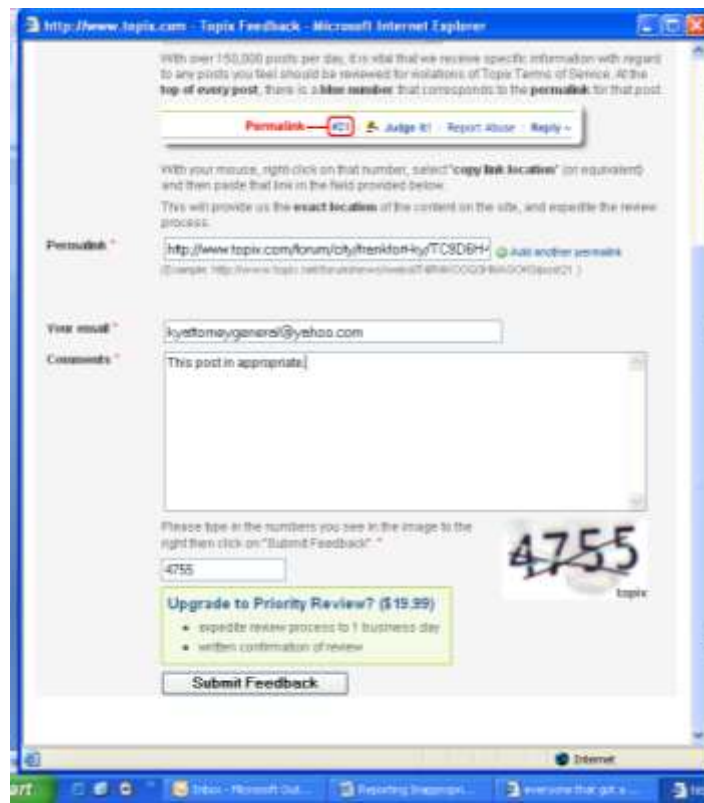 http://www.topix.com - Topix Feedback - Microsoft Internet Explorer
With over 150,000 posts per day, it is vital that we receive specific information with regard
to any posts you feel should be reviewed for violations of Topix Terms of Service. At the
top of every post, there is a blue number that corresponds to the permalink for that post.
Permalink #21 Judge it! Report Abuse Reply »
With your mouse, right click on that number, select "copy link location" (or equivalent)
and then paste that link in the field provided below.
This will provide us the exact location of the content on the site, and expedite the review
process.
Permalink *
http://www.topix.com/forum/city/frankfort-ky/TC9D6H4 Add another permalink
(Example:
Your email *
kyattorneygeneral@yahoo.com
Comments *
This post in appropriate.
Please type in the numbers you see in the image to the
right then click on "Submit Feedback". *
4755
4755
topix
Upgrade to Priority Review? ($19.99)
expedite review process to 1 business day
written confirmation of review
Submit Feedback
Internet
art
Inbox - Microsoft Out...
Reporting Inappropri...
everyone that got a ...